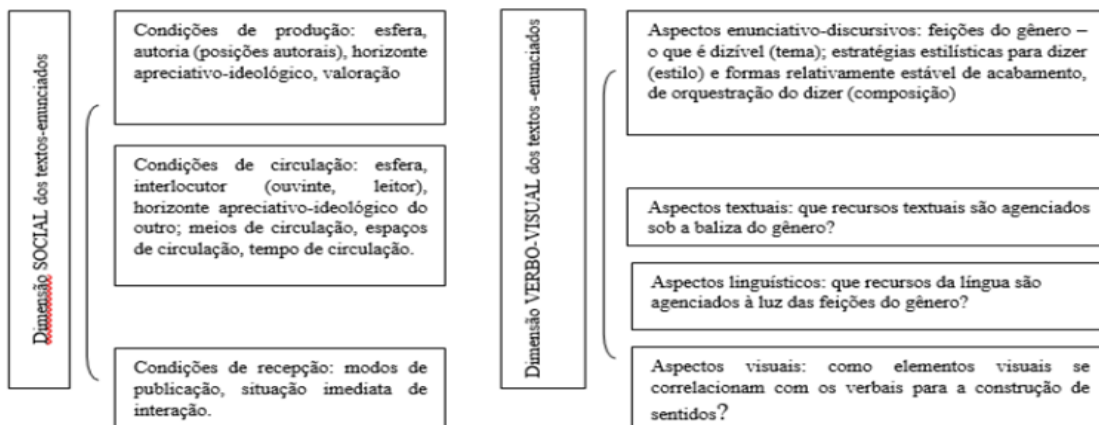 Dimensão SOCIAL dos textos-enunciados
Condições de produção: esfera,
autoria (posições autorais), horizonte
apreciativo-ideológico, valoração
Condições de circulação: esfera,
interlocutor (ouvinte, leitor),
horizonte apreciativo-ideológico do
outro; meios de circulação, espaços
de circulação, tempo de circulação.
Condições de recepção: modos de
publicação, situação imediata de
interação.
Dimensão VERBO-VISUAL dos textos -enunciados
Aspectos enunciativo-discursivos: feições do gênero –
o que é dizível (tema); estratégias estilísticas para dizer
(estilo) e formas relativamente estável de acabamento,
de orquestração do dizer (composição)
Aspectos textuais: que recursos textuais são agenciados
sob a baliza do gênero?
Aspectos linguísticos: que recursos da língua são
agenciados à luz das feições do gênero?
Aspectos visuais: como elementos visuais se
correlacionam com os verbais para a construção de
sentidos?